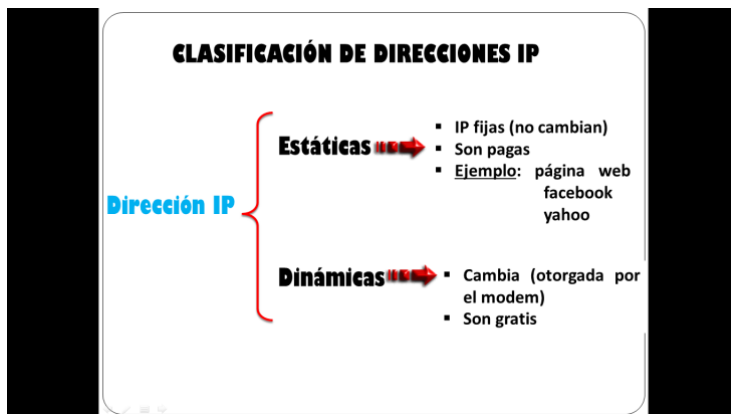 CLASIFICACIÓN DE DIRECCIONES IP
Dirección IP
Estáticas
▪ IP fijas (no cambian)
▪ Son pagas
▪ Ejemplo: página web
facebook
yahoo
Dinámicas
▪ Cambia (otorgada por
el modem)
▪ Son gratis